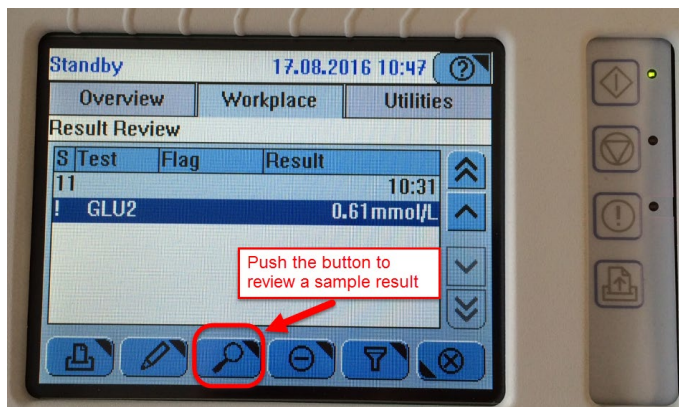 Standby 17.08.2016 10:47 ?
Overview Workplace Utilities
Result Review
S Test Flag Result
11 10:31
! GLU2 0.61mmol/L
Push the button to
review a sample result